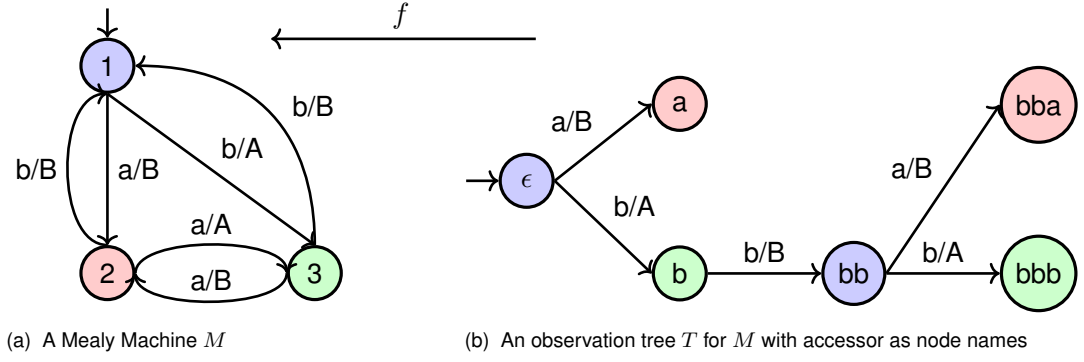 f
1
b/B
b/B
a/B
b/A
a/A
2
a/B
3
a
a/B
ϵ
b/A
b
b/B
bb
a/B
bba
b/A
bbb
(a) A Mealy Machine M
(b) An observation tree T for M with accessor as node names